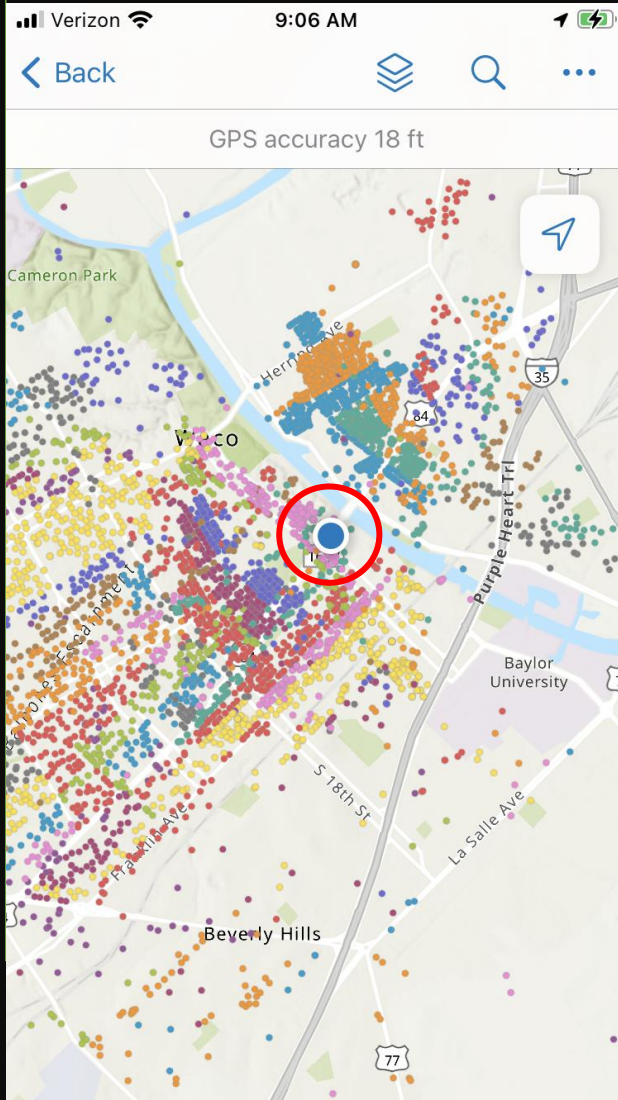 Verizon
9:06 AM
Back
GPS accuracy 18 ft
Cameron Park
Herring Ave
35
84
Purple Heart Trl
Baylor
University
S 18th St
La Salle Ave
Franklin Ave
Beverly Hills
77